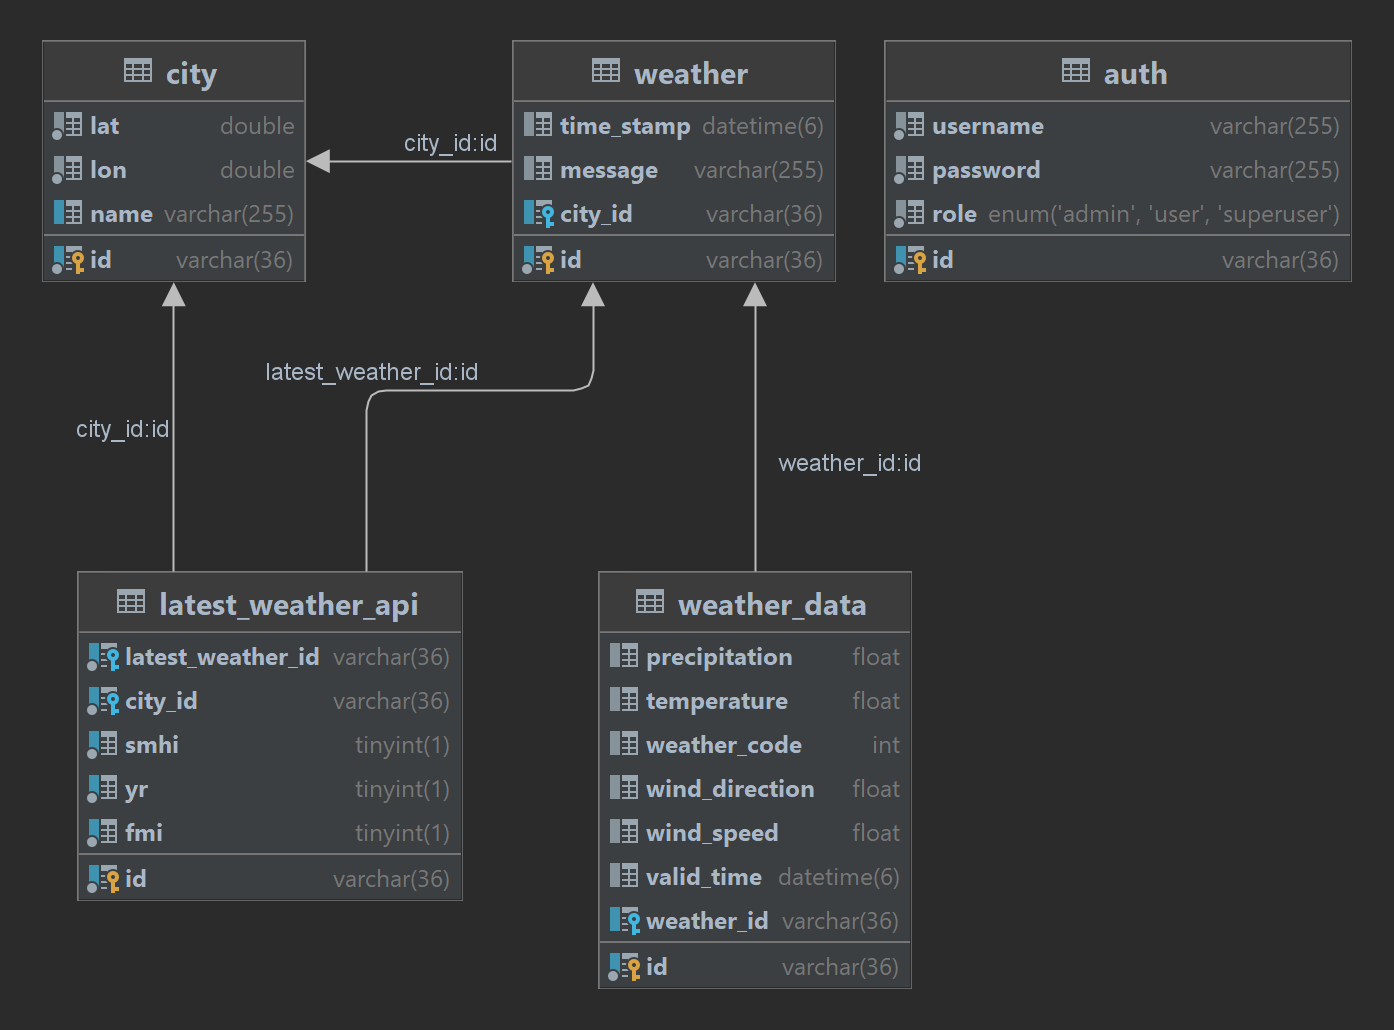 city
lat double
lon double
name varchar(255)
id varchar(36)
city_id:id
weather
time_stamp datetime(6)
message varchar(255)
city_id varchar(36)
id varchar(36)
auth
username varchar(255)
password varchar(255)
role enum('admin', 'user', 'superuser')
id varchar(36)
latest_weather_id:id
city_id:id
weather_id:id
latest_weather_api
latest_weather_id varchar(36)
city_id varchar(36)
smhi tinyint(1)
yr tinyint(1)
fmi tinyint(1)
id varchar(36)
weather_data
precipitation float
temperature float
weather_code int
wind_direction float
wind_speed float
valid_time datetime(6)
weather_id varchar(36)
id varchar(36)